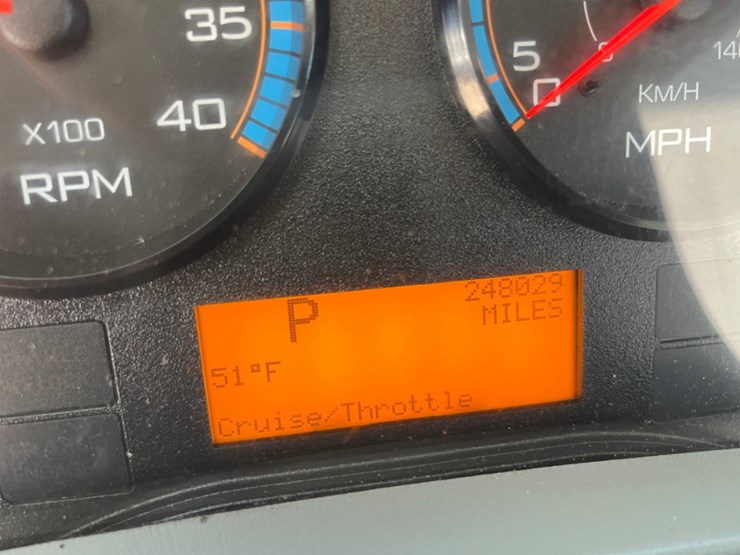 35
40
X100
RPM
5
0
KM/H
MPH
P
248029
MILES
51°F
Cruise/Throttle